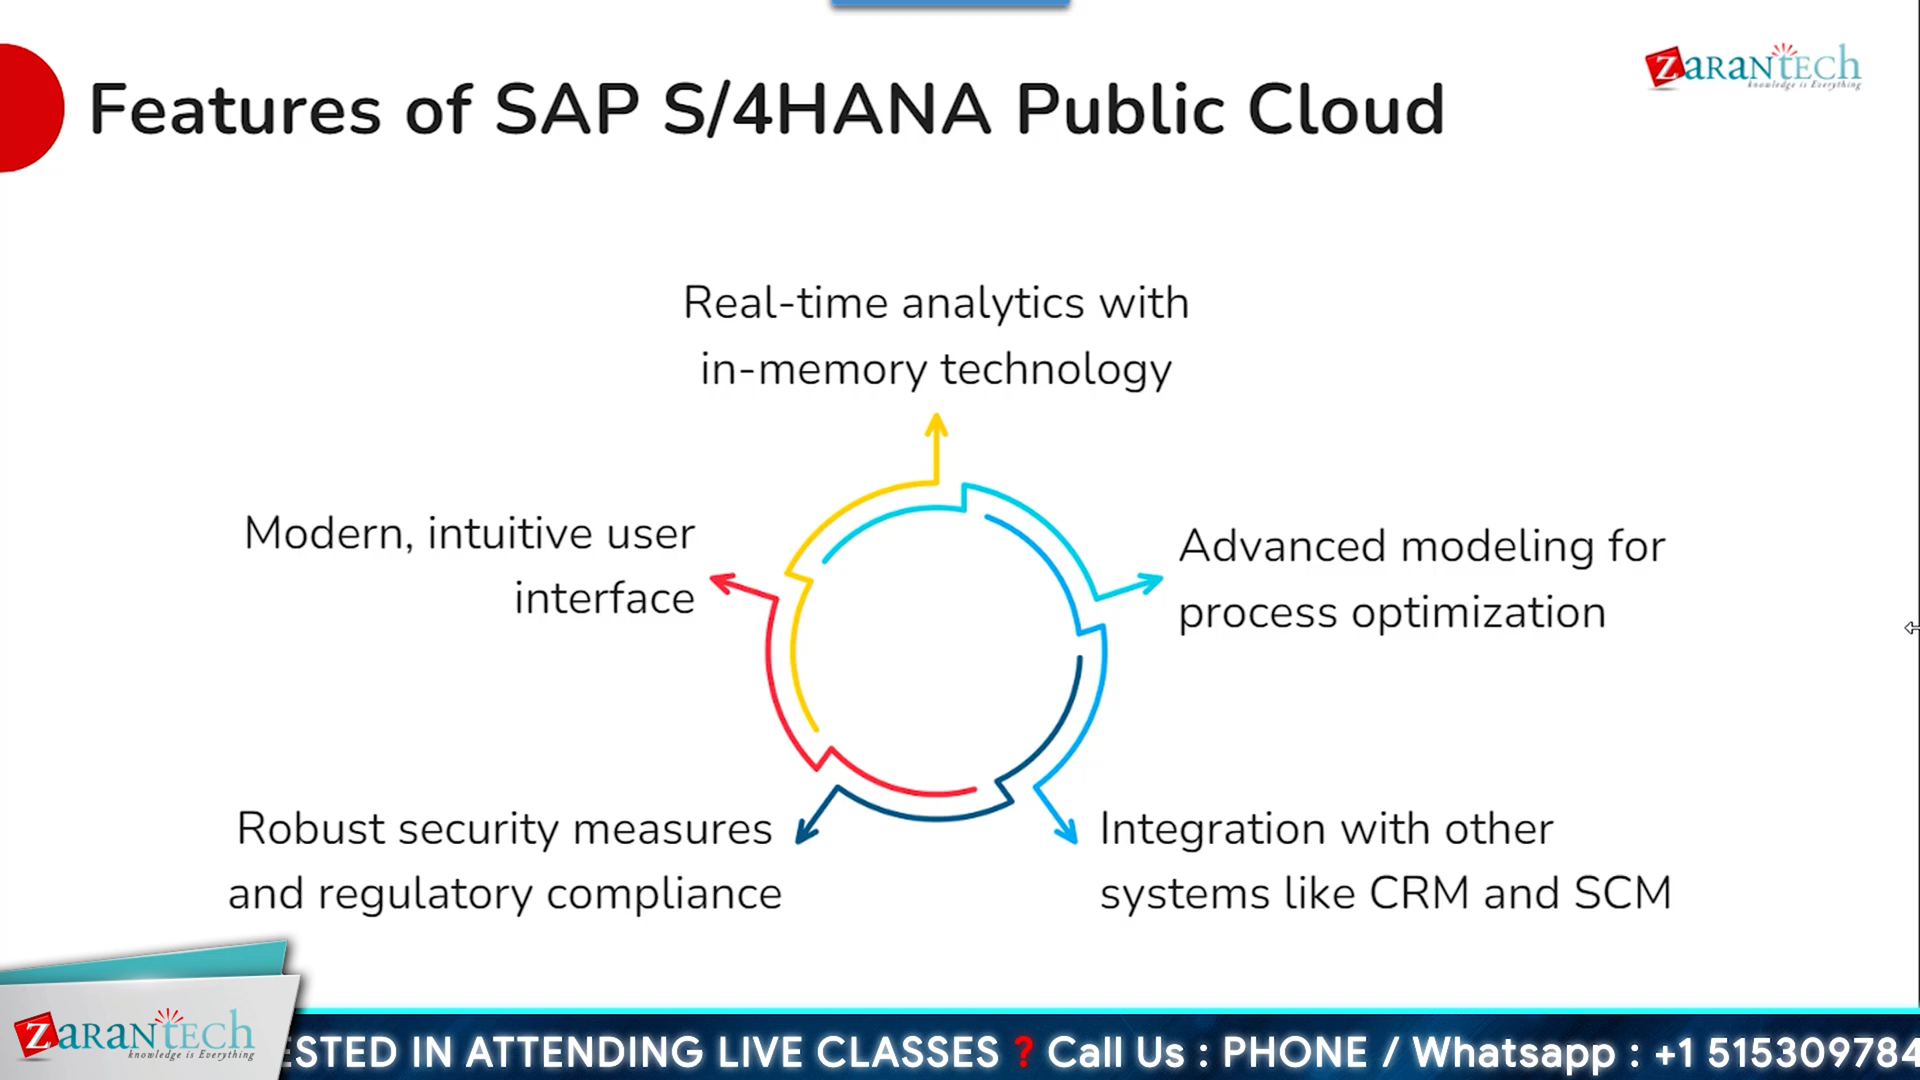 Features of SAP S/4HANA Public Cloud
ZARANTECH
knowledge is Everything
Real-time analytics with
in-memory technology
Modern, intuitive user
interface
Advanced modeling for
process optimization
Robust security measures
and regulatory compliance
Integration with other
systems like CRM and SCM
ZARANTECH
knowledge is Everything
ESTED IN ATTENDING LIVE CLASSES ❓ Call Us : PHONE / Whatsapp : +1 515309784